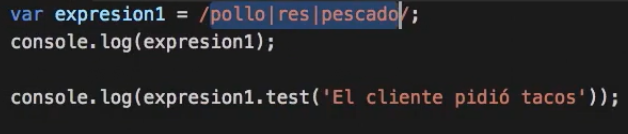 var expresion1 = /pollo|res|pescado/;
console.log(expresion1);
console.log(expresion1.test('El cliente pidió tacos'));